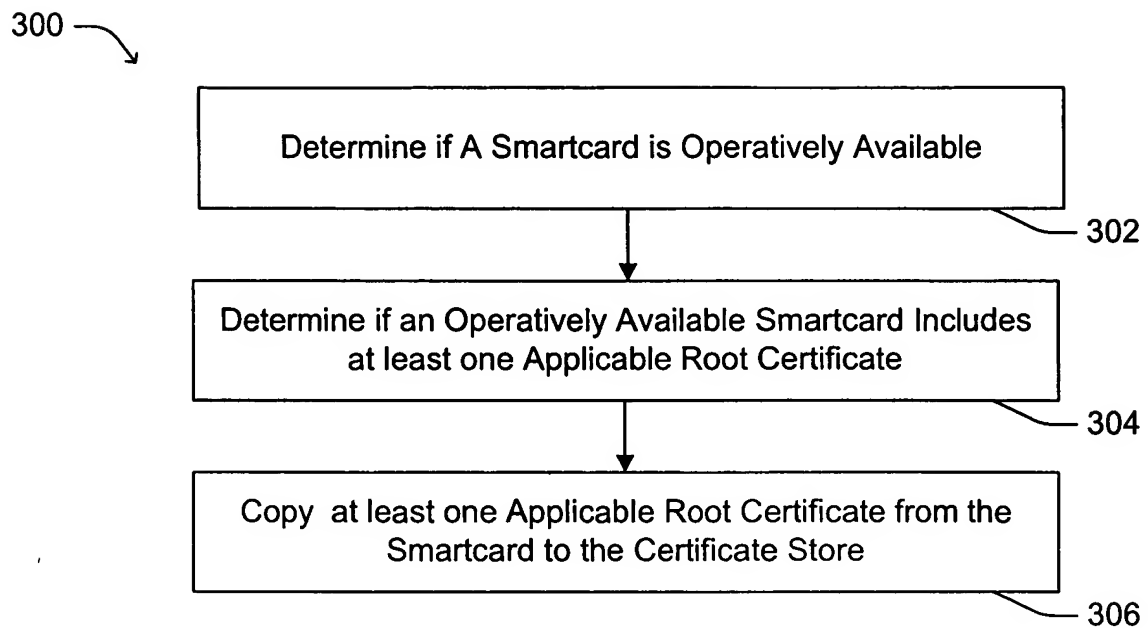 300
Determine if A Smartcard is Operatively Available
302
Determine if an Operatively Available Smartcard Includes
at least one Applicable Root Certificate
304
Copy at least one Applicable Root Certificate from the
Smartcard to the Certificate Store
306